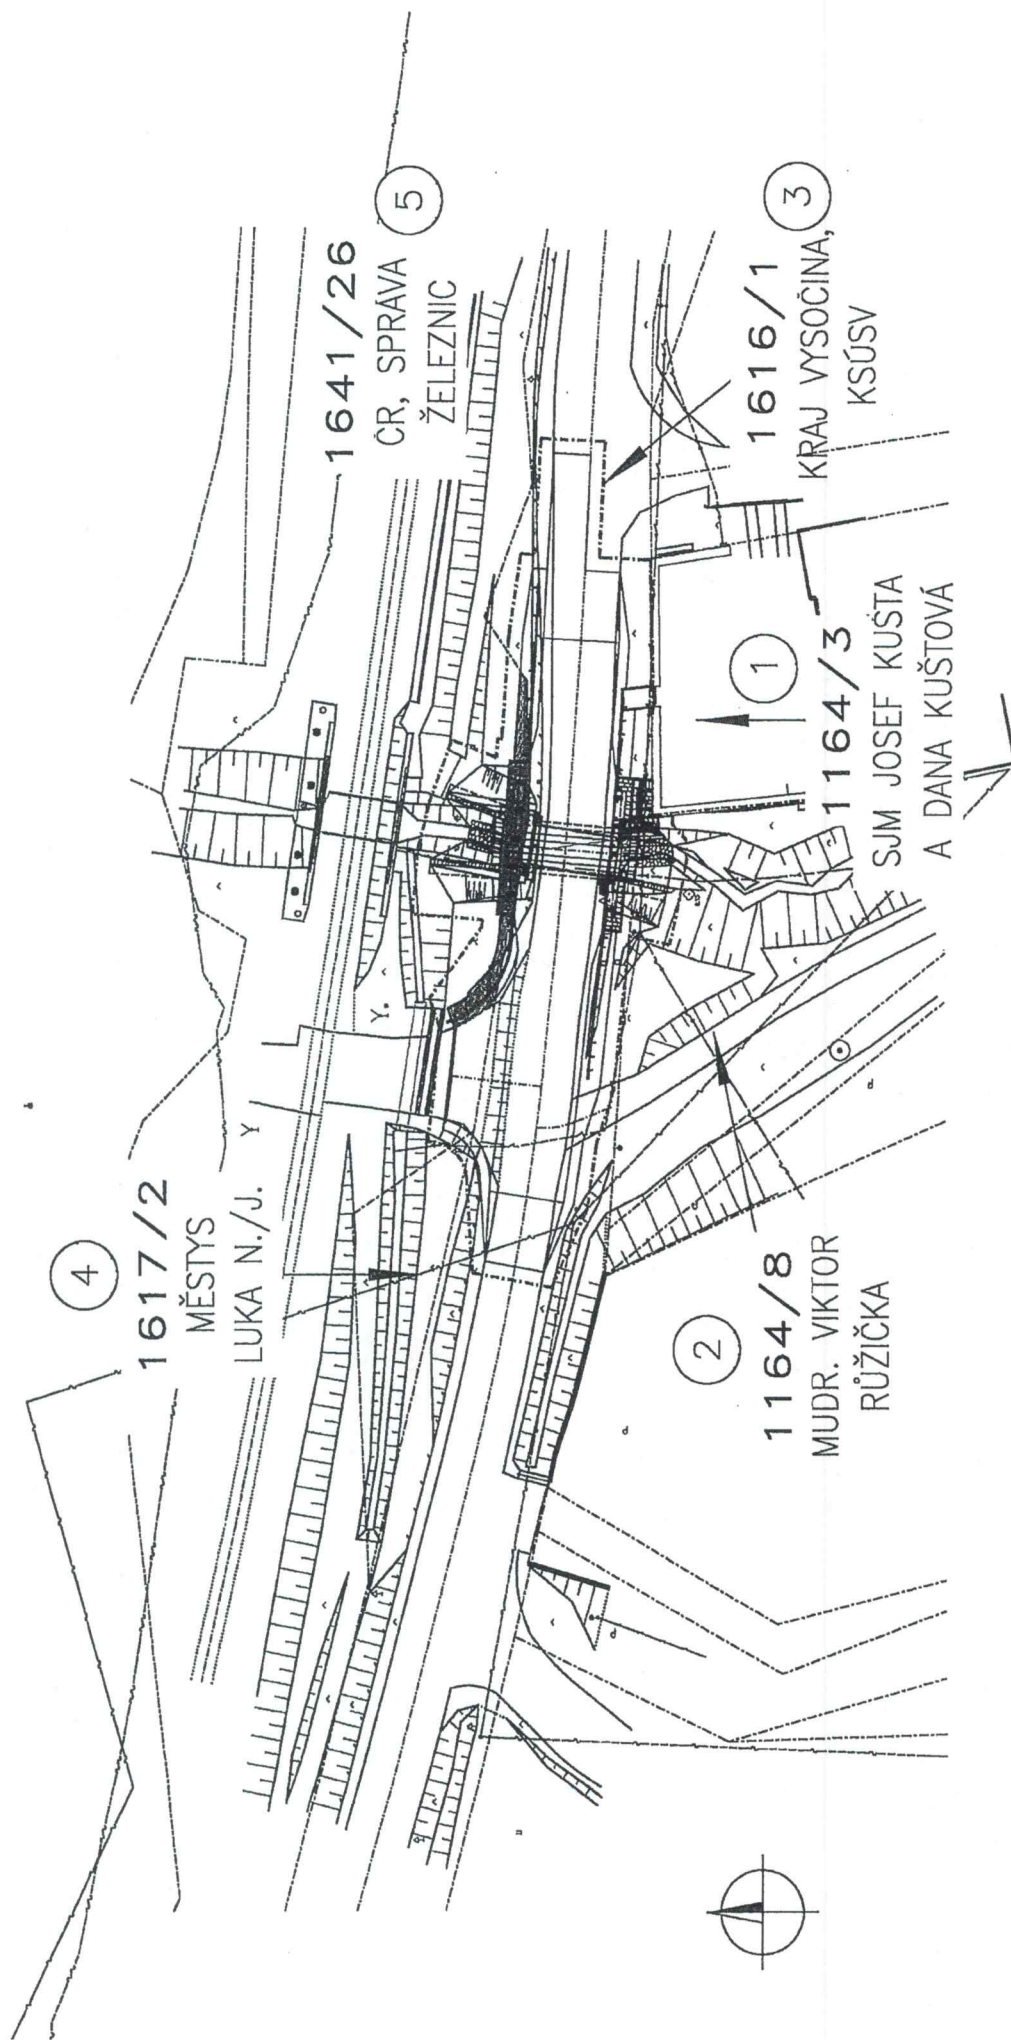 4
1617/2
MĚSTYS
LUKA N./J.
1641/26
ČR, SPRÁVA
ŽELEZNIC
5
2
1164/8
MUDR. VIKTOR
RŮŽIČKA
1
1164/3
SJM JOSEF KUŠTA
A DANA KUŠTOVÁ
1616/1
KRAJ VYSOČINA,
KSÚSV
3